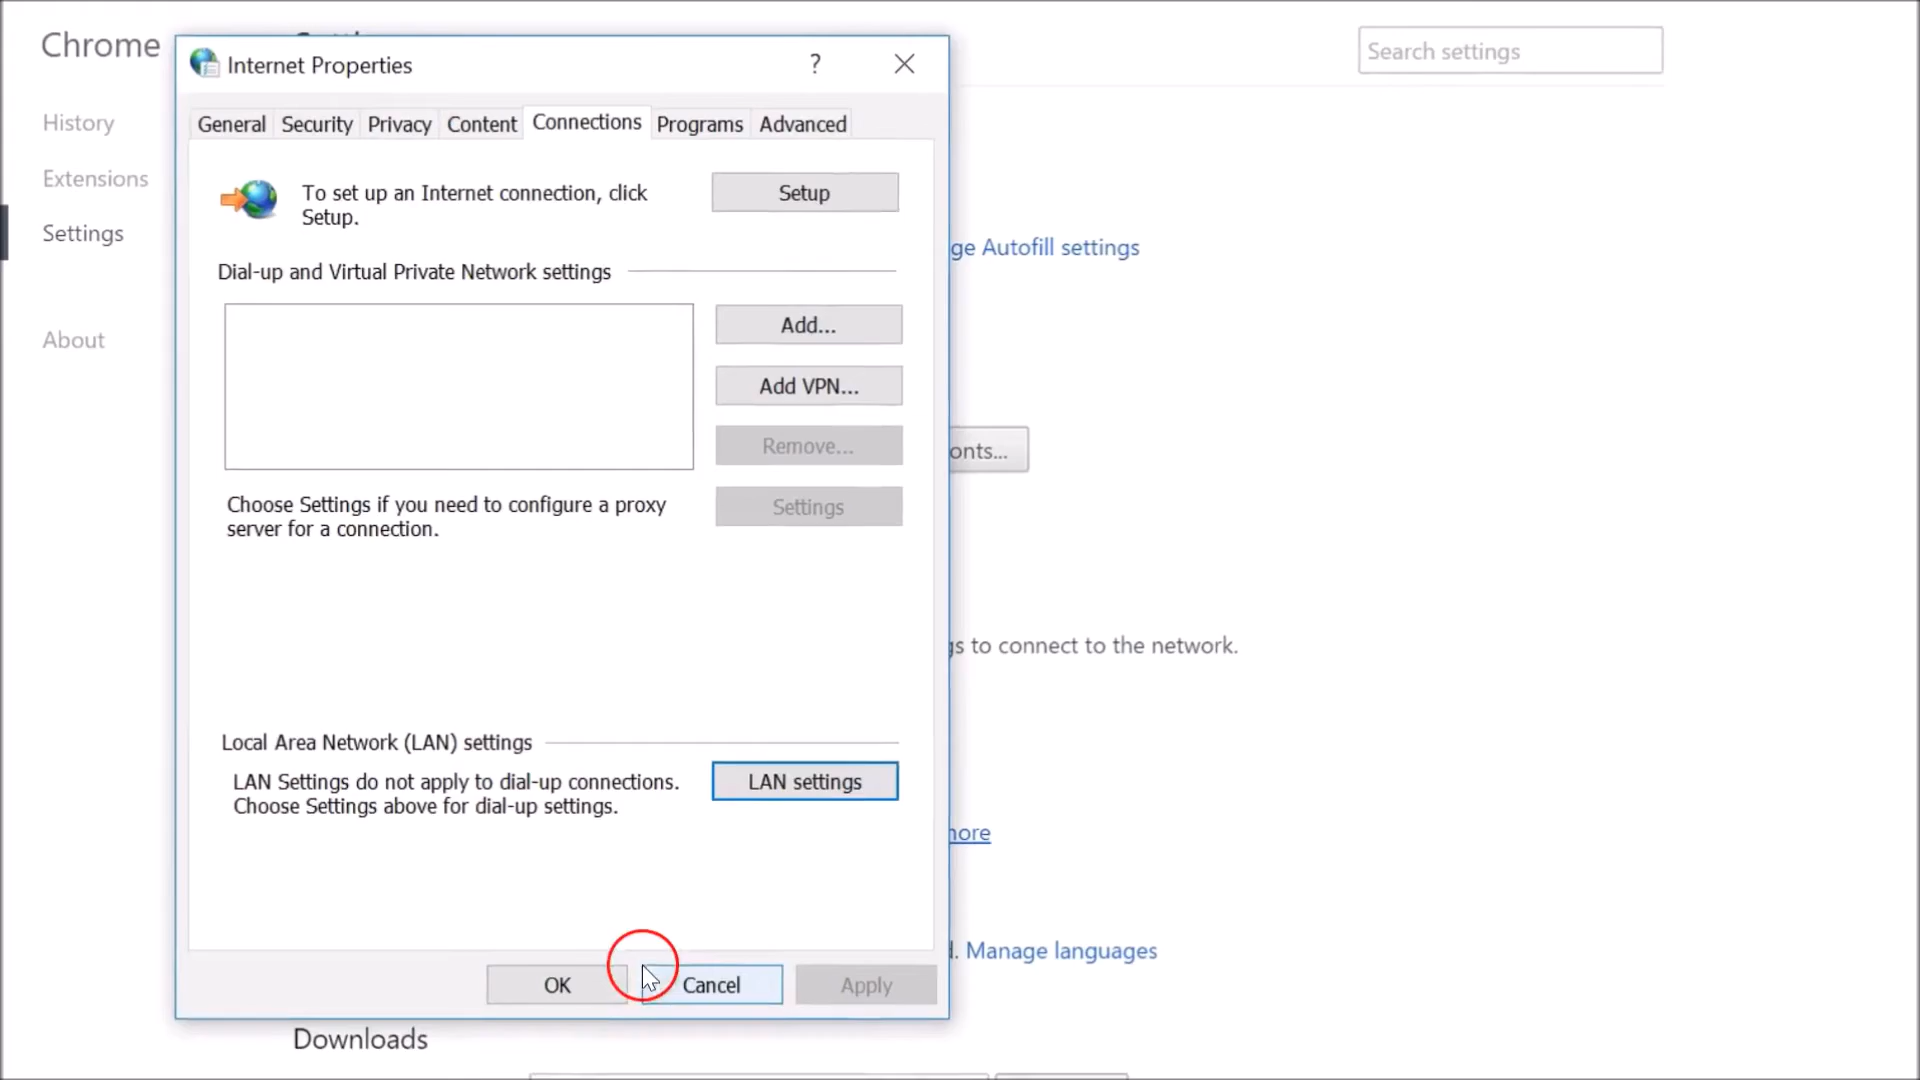 Chrome
Internet Properties
?
Search settings
History
Extensions
Settings
About
General Security Privacy Content Connections Programs Advanced
To set up an Internet connection, click
Setup.
Setup
Dial-up and Virtual Private Network settings
Add...
Add VPN...
Remove...
Settings
Choose Settings if you need to configure a proxy
server for a connection.
Local Area Network (LAN) settings
LAN Settings do not apply to dial-up connections.
Choose Settings above for dial-up settings.
LAN settings
OK
Cancel
Apply
ge Autofill settings
onts...
gs to connect to the network.
more
d. Manage languages
Downloads